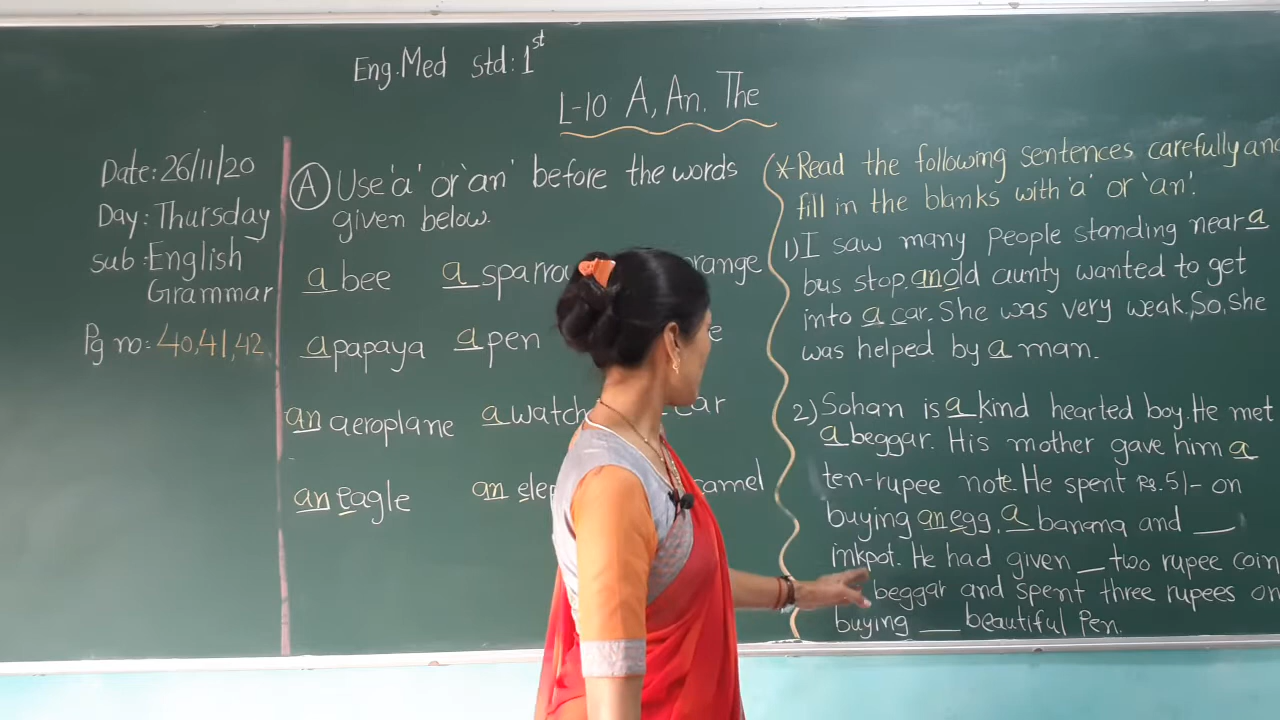 Eng.Med std: 1st
L-10 A, An. The
Date: 26/11/20
Day: Thursday
sub: English
Grammar
Pg no:- 40,41,42
(A) Use 'a' or 'an' before the words
given below.
a bee a sparrow
a papaya a pen
an aeroplane a watch car
an eagle an camel
*Read the following sentences carefully and
fill in the blanks with 'a' or 'an'.
1) I saw many people standing near a
bus stop. an old aunty wanted to get
into a car. She was very weak, So, she
was helped by a man.
2) Sohan is a kind hearted boy. He met
a beggar. His mother gave him a
ten-rupee note. He spent Rs. 5/- on
buying an egg, a banana and __
inkpot. He had given __ two rupee coin
beggar and spent three rupees on
buying __ beautiful Pen.